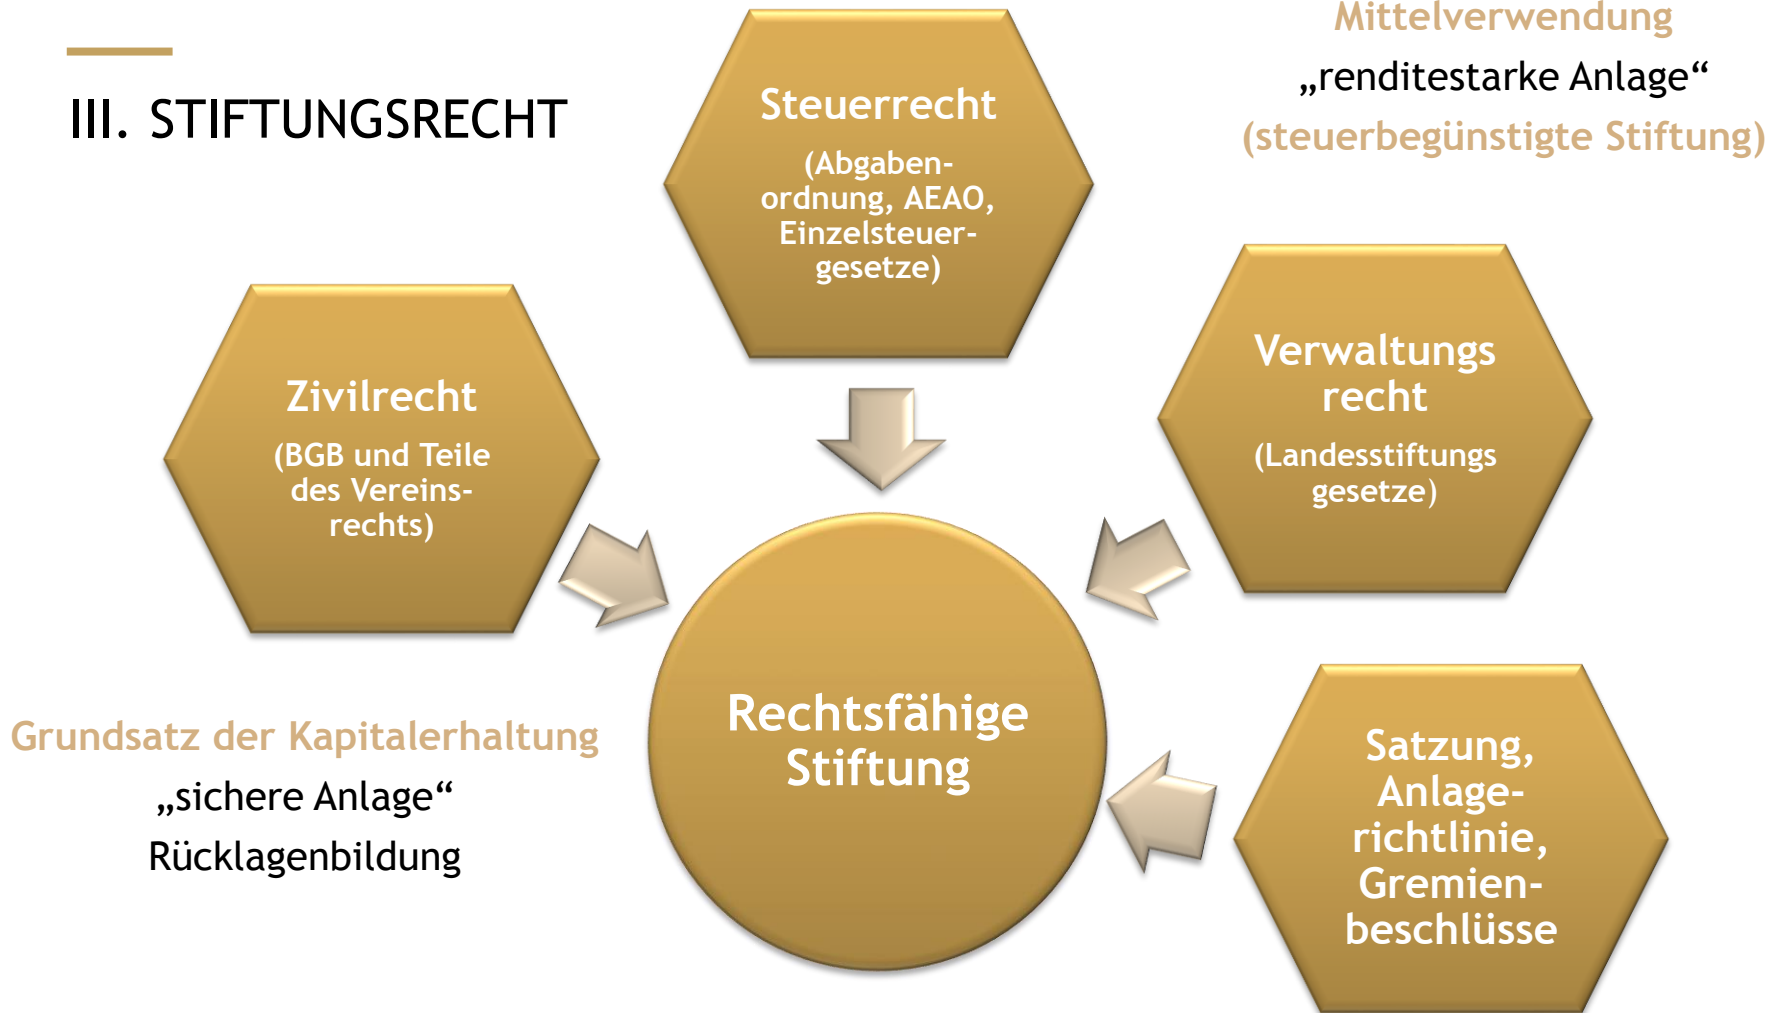 III. STIFTUNGSRECHT
Steuerrecht
(Abgaben-
ordnung, AEAO,
Einzelsteuer-
gesetze)
Mittelverwendung
„renditestarke Anlage“
(steuerbegünstigte Stiftung)
Zivilrecht
(BGB und Teile
des Vereins-
rechts)
Verwaltungs
recht
(Landesstiftungs
gesetze)
Grundsatz der Kapitalerhaltung
„sichere Anlage“
Rücklagenbildung
Rechtsfähige
Stiftung
Satzung,
Anlage-
richtlinie,
Gremien-
beschlüsse